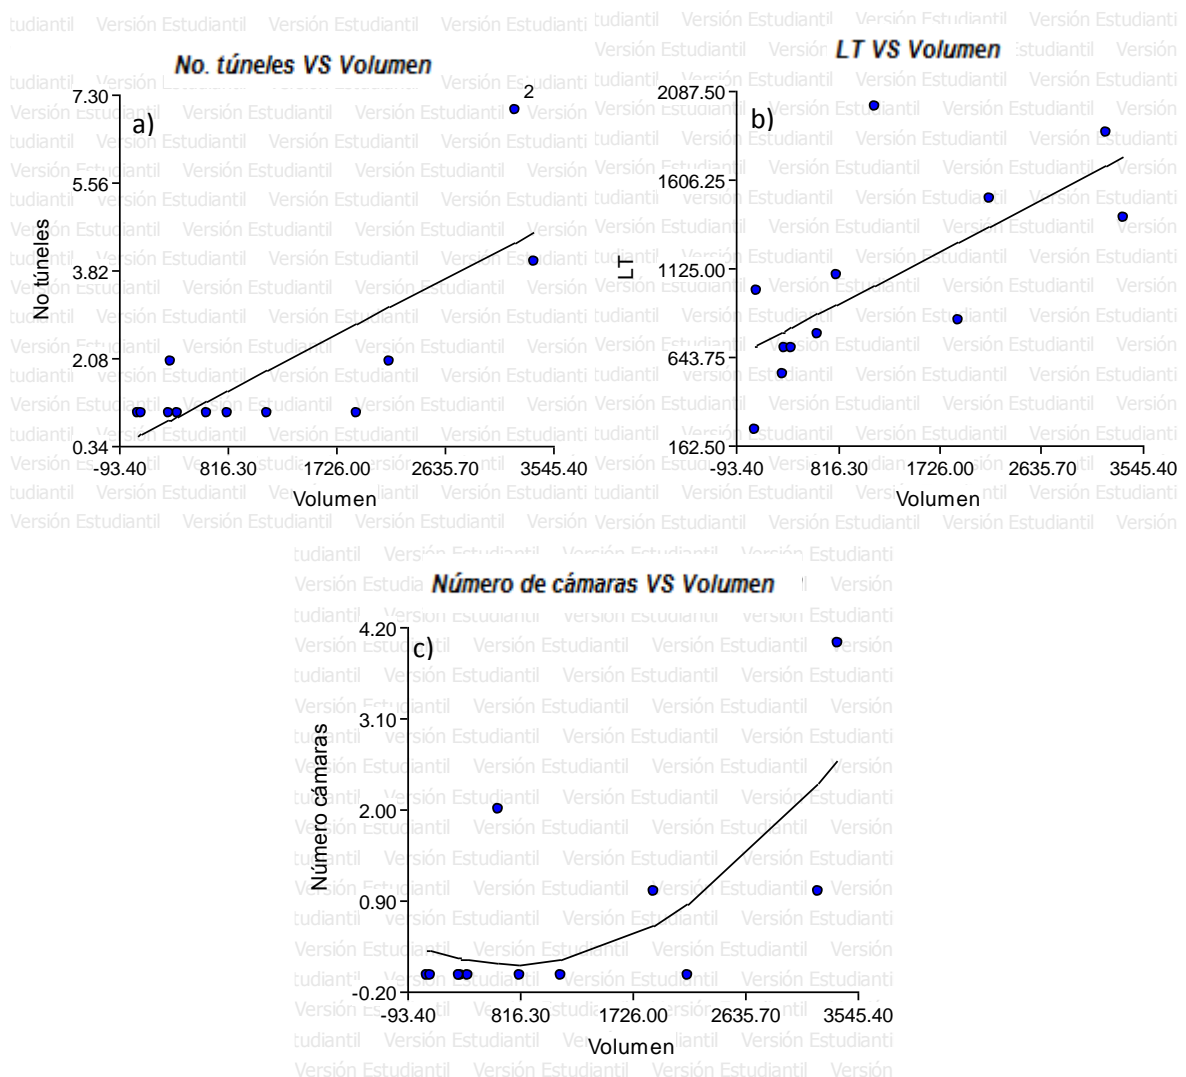 No. túneles VS Volumen
a)
2
7.30
5.56
3.82
2.08
0.34
No túneles
-93.40 816.30 1726.00 2635.70 3545.40
Volumen
LT VS Volumen
b)
2087.50
1606.25
1125.00
643.75
162.50
LT
-93.40 816.30 1726.00 2635.70 3545.40
Volumen
Número de cámaras VS Volumen
c)
4.20
3.10
2.00
0.90
-0.20
Número cámaras
-93.40 816.30 1726.00 2635.70 3545.40
Volumen
Versión Estudiantil